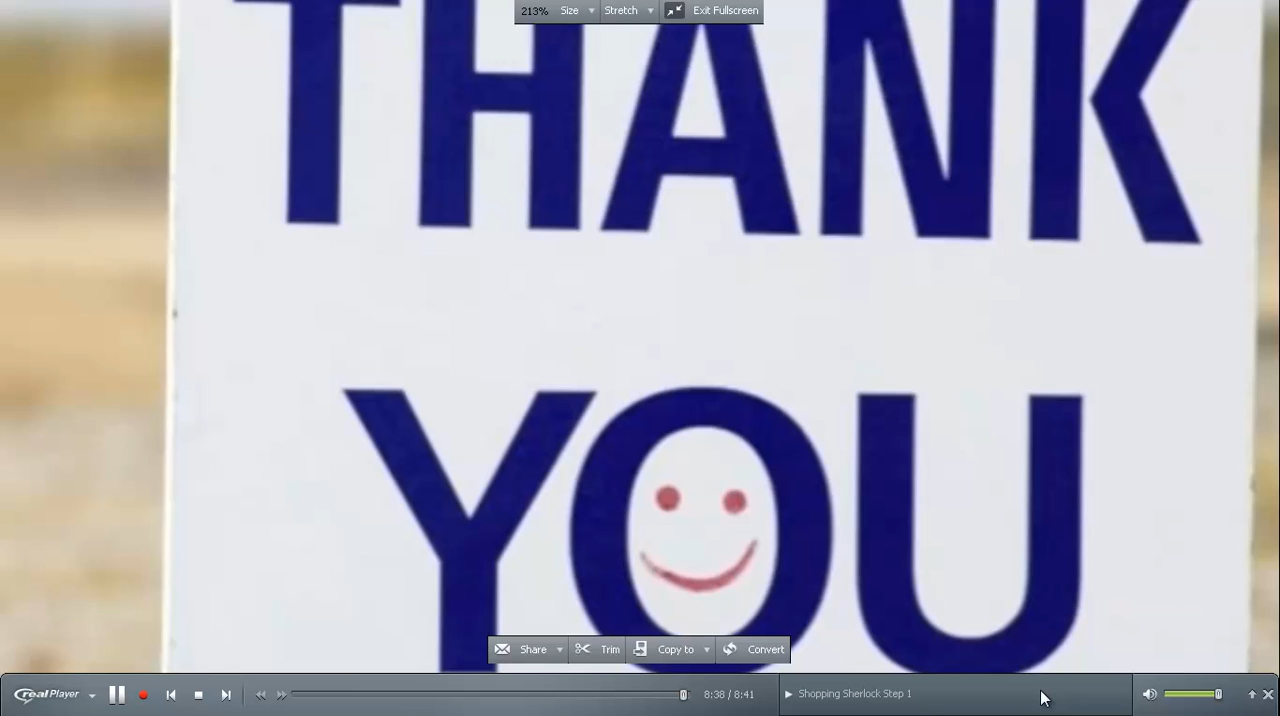 213% Size Stretch Exit Fullscreen
THANK
YOU
Share Trim Copy to Convert
realPlayer 8:38 / 8:41 Shopping Sherlock Step 1